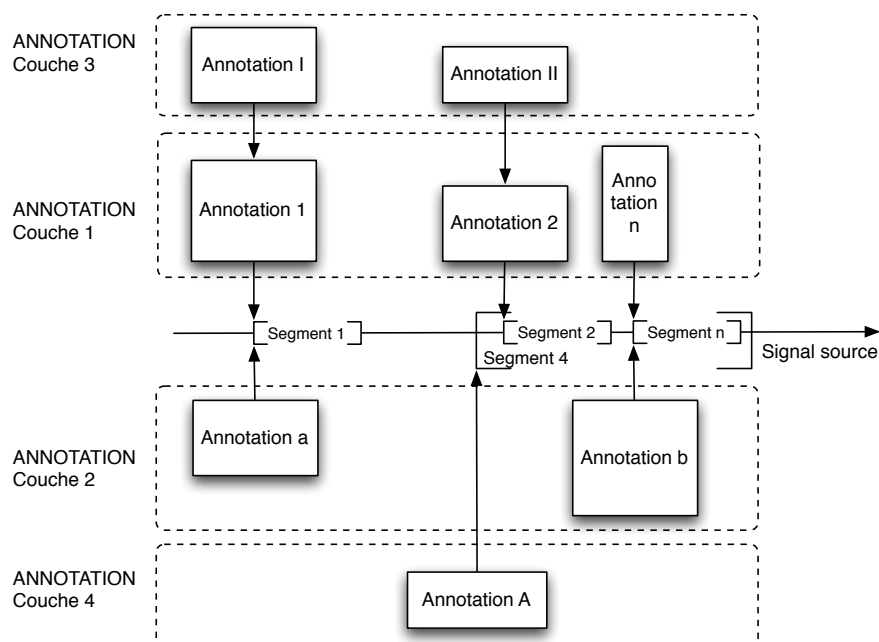 ANNOTATION
Couche 3
Annotation I
Annotation II
ANNOTATION
Couche 1
Annotation 1
Annotation 2
Anno
tation
n
Segment 1
Segment 2
Segment n
Segment 4
Signal source
ANNOTATION
Couche 2
Annotation a
Annotation b
ANNOTATION
Couche 4
Annotation A